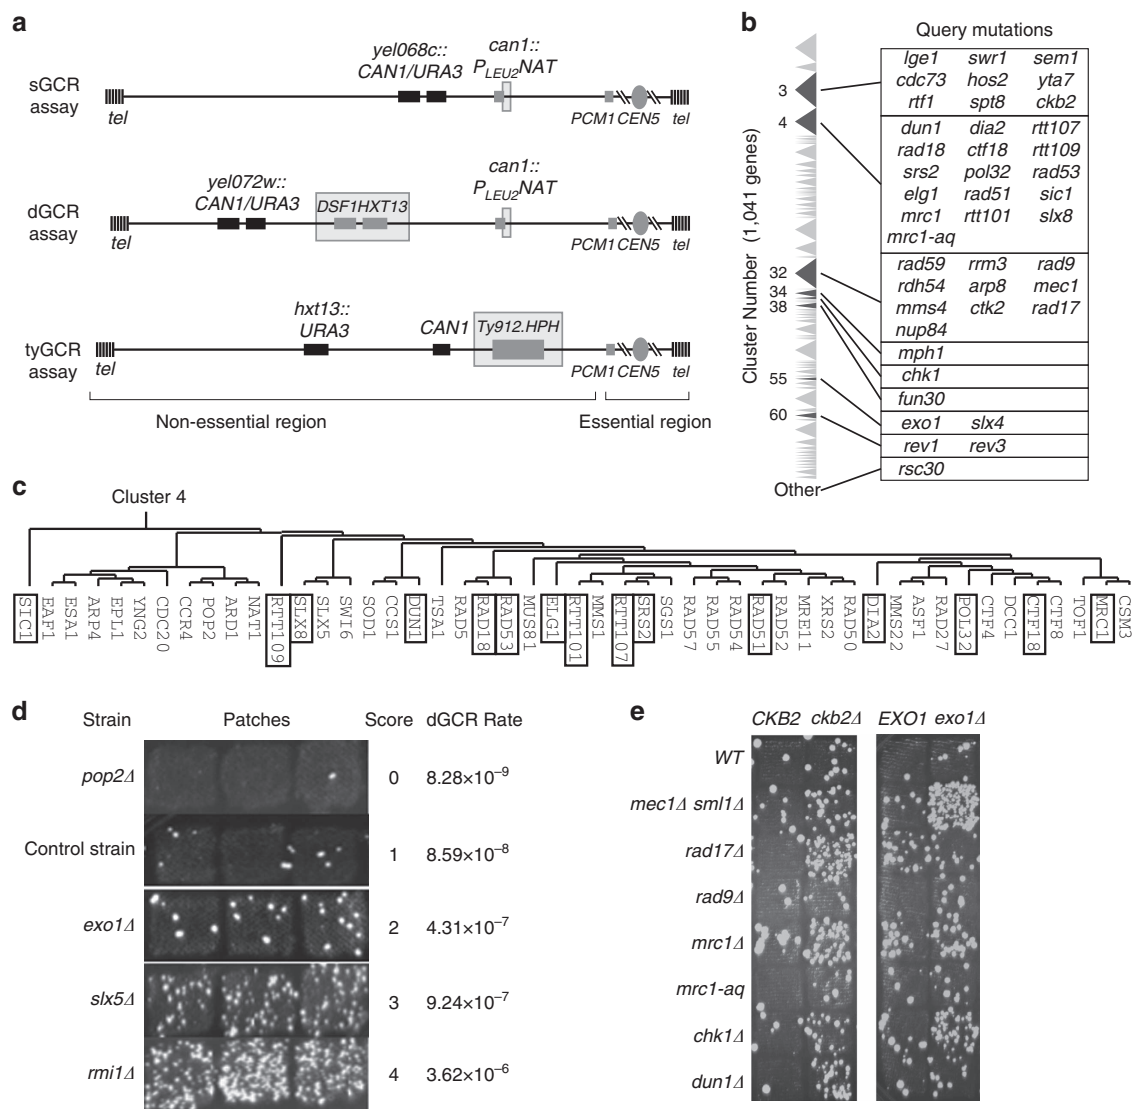 a
sGCR
assay
yel068c::
CAN1/URA3
can1::
PLEU2NAT
tel
PCM1 CEN5 tel
dGCR
assay
yel072w::
CAN1/URA3
DSF1HXT13
can1::
PLEU2NAT
tel
PCM1 CEN5 tel
tyGCR
assay
hxt13::
URA3
CAN1
Ty912.HPH
tel
PCM1 CEN5 tel
Non-essential region
Essential region
b
Query mutations
Cluster Number (1,041 genes)
3
4
32
34
38
55
60
Other
lge1 swr1 sem1
cdc73 hos2 yta7
rtf1 spt8 ckb2
dun1 dia2 rtt107
rad18 ctf18 rtt109
srs2 pol32 rad53
elg1 rad51 sic1
mrc1 rtt101 slx8
mrc1-aq
rad59 rrm3 rad9
rdh54 arp8 mec1
mms4 ctk2 rad17
nup84
mph1
chk1
fun30
exo1 slx4
rev1 rev3
rsc30
c
Cluster 4
SIC1
EAF1
ESA1
ARP4
EPL1
YNG2
CDC20
CCR4
POP2
ARD1
NAT1
RTT109
SLX8
SLX5
SWI6
SOD1
CCS1
DUN1
TSA1
RAD5
RAD18
RAD53
MUS81
ELG1
RTT101
MMS1
RTT107
SRS2
SGS1
RAD57
RAD55
RAD54
RAD51
RAD52
MRE11
XRS2
RAD50
DIA2
MMS22
ASF1
RAD27
POL32
CTF4
DCC1
CTF18
CTF8
TOF1
MRC1
CSM3
d
Strain Patches Score dGCR Rate
pop2Δ 0 8.28×10⁻⁹
Control strain 1 8.59×10⁻⁸
exo1Δ 2 4.31×10⁻⁷
slx5Δ 3 9.24×10⁻⁷
rmi1Δ 4 3.62×10⁻⁶
e
CKB2 ckb2Δ EXO1 exo1Δ
WT
mec1Δ sml1Δ
rad17Δ
rad9Δ
mrc1Δ
mrc1-aq
chk1Δ
dun1Δ